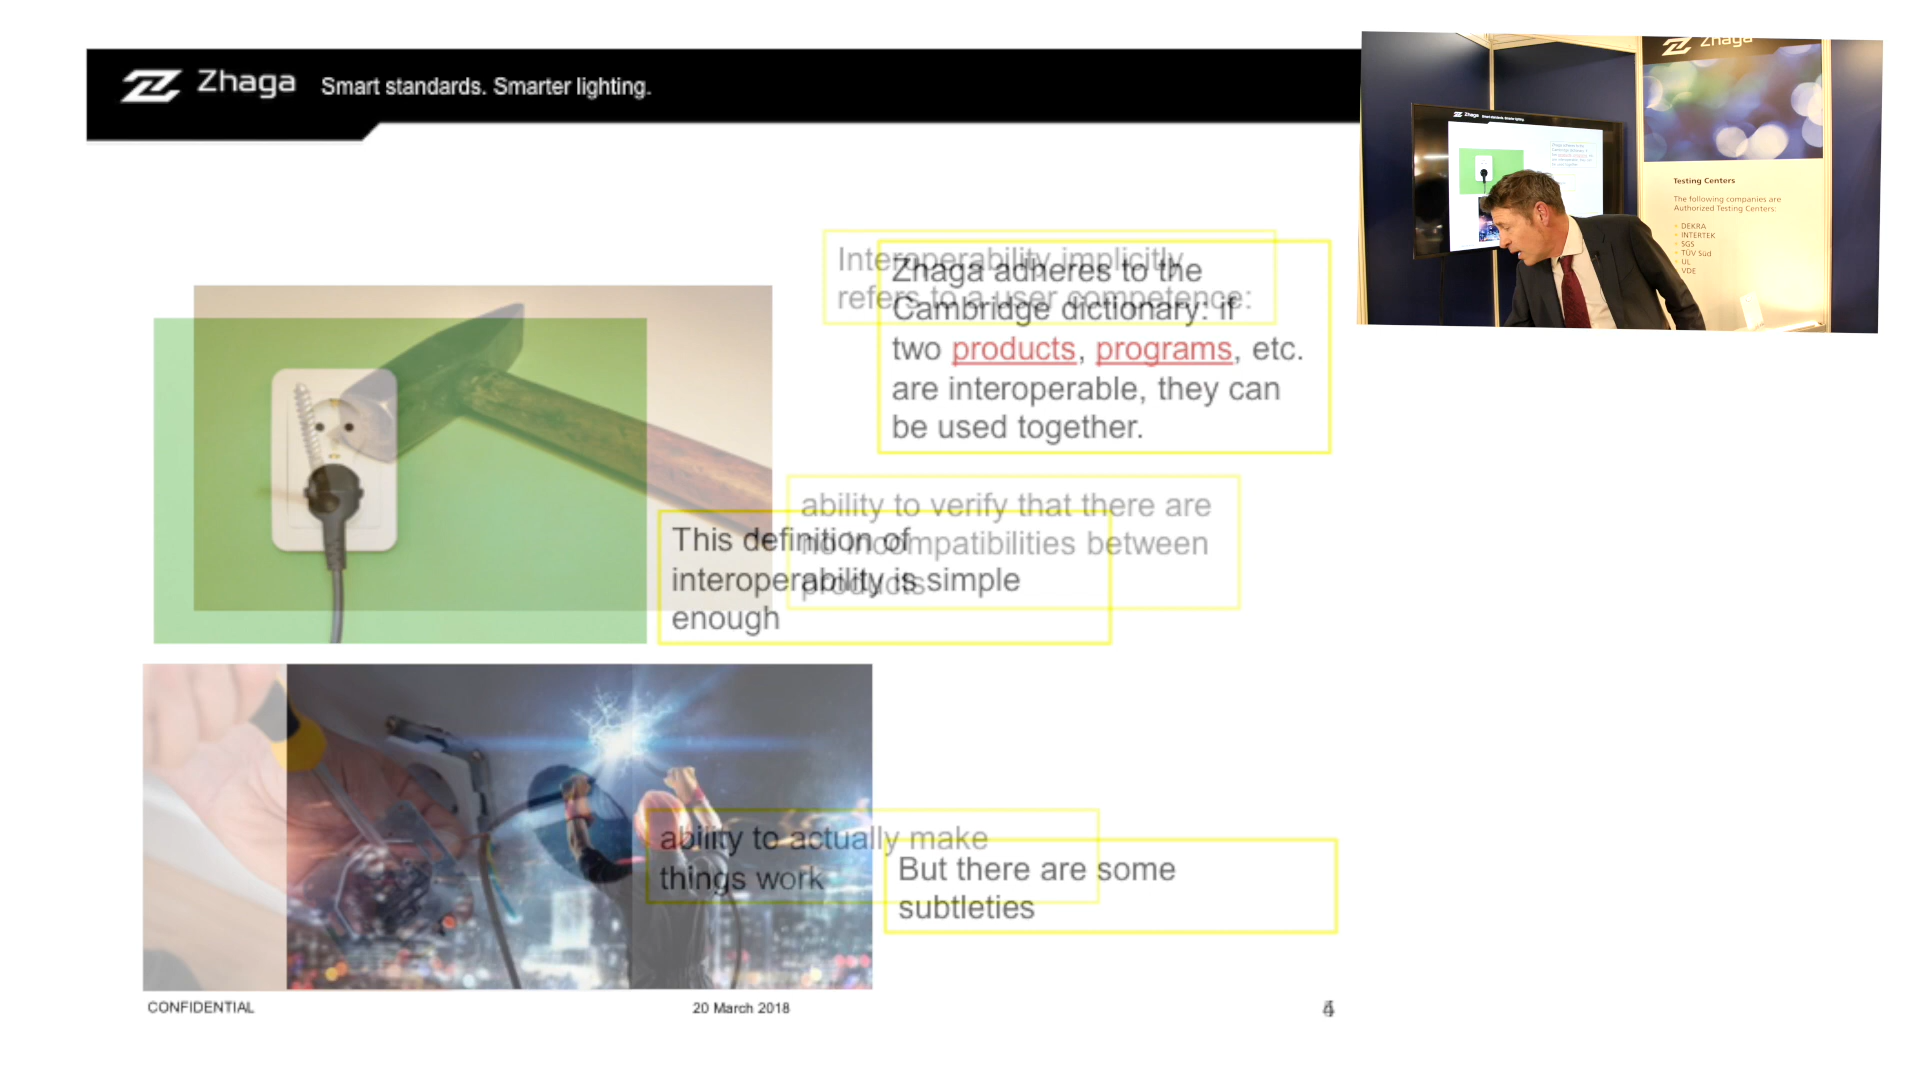 Zhaga Smart standards. Smarter lighting.
Interoperability implicitly
refers to a user competence:
Zhaga adheres to the
Cambridge dictionary: if
two products, programs, etc.
are interoperable, they can
be used together.
ability to verify that there are
no incompatibilities between
products
This definition of
interoperability is simple
enough
ability to actually make
things work
But there are some
subtleties
CONFIDENTIAL
20 March 2018
Zhaga
Testing Centers
The following companies are
Authorized Testing Centers:
DEKRA
INTERTEK
SGS
TÜV Süd
UL
VDE
Zhaga